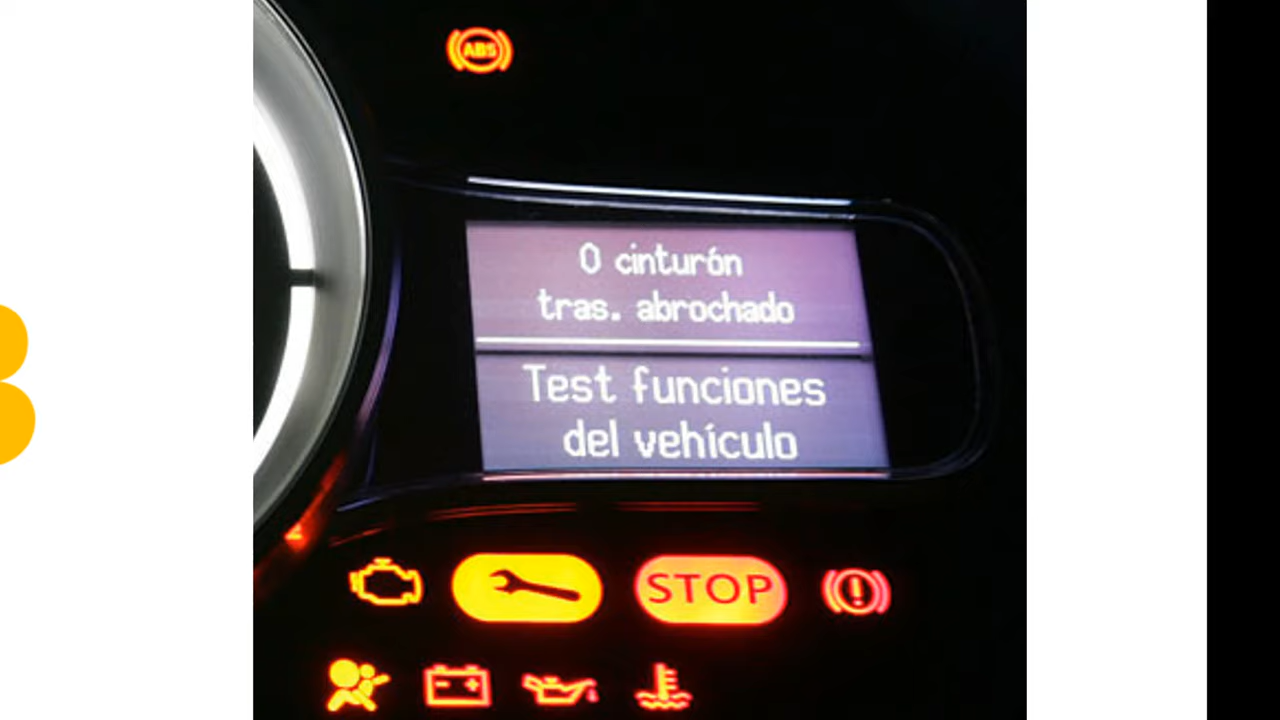 ABS
0 cinturón
tras. abrochado
Test funciones
del vehículo
STOP